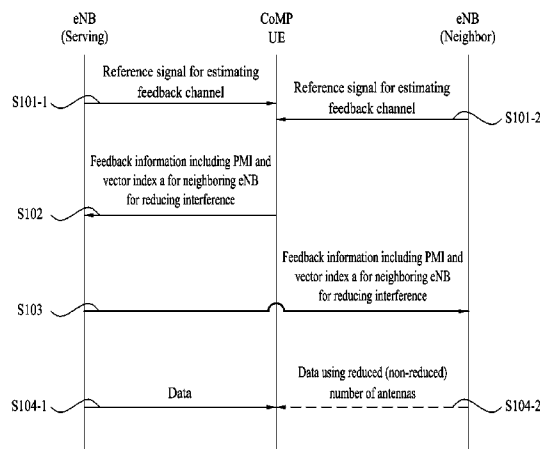 eNB
(Serving)
CoMP
UE
eNB
(Neighbor)
Reference signal for estimating
feedback channel
S101-1
Reference signal for estimating
feedback channel
S101-2
Feedback information including PMI and
vector index a for neighboring eNB
for reducing interference
S102
Feedback information including PMI and
vector index a for neighboring eNB
for reducing interference
S103
Data using reduced (non-reduced)
number of antennas
S104-1
Data
S104-2